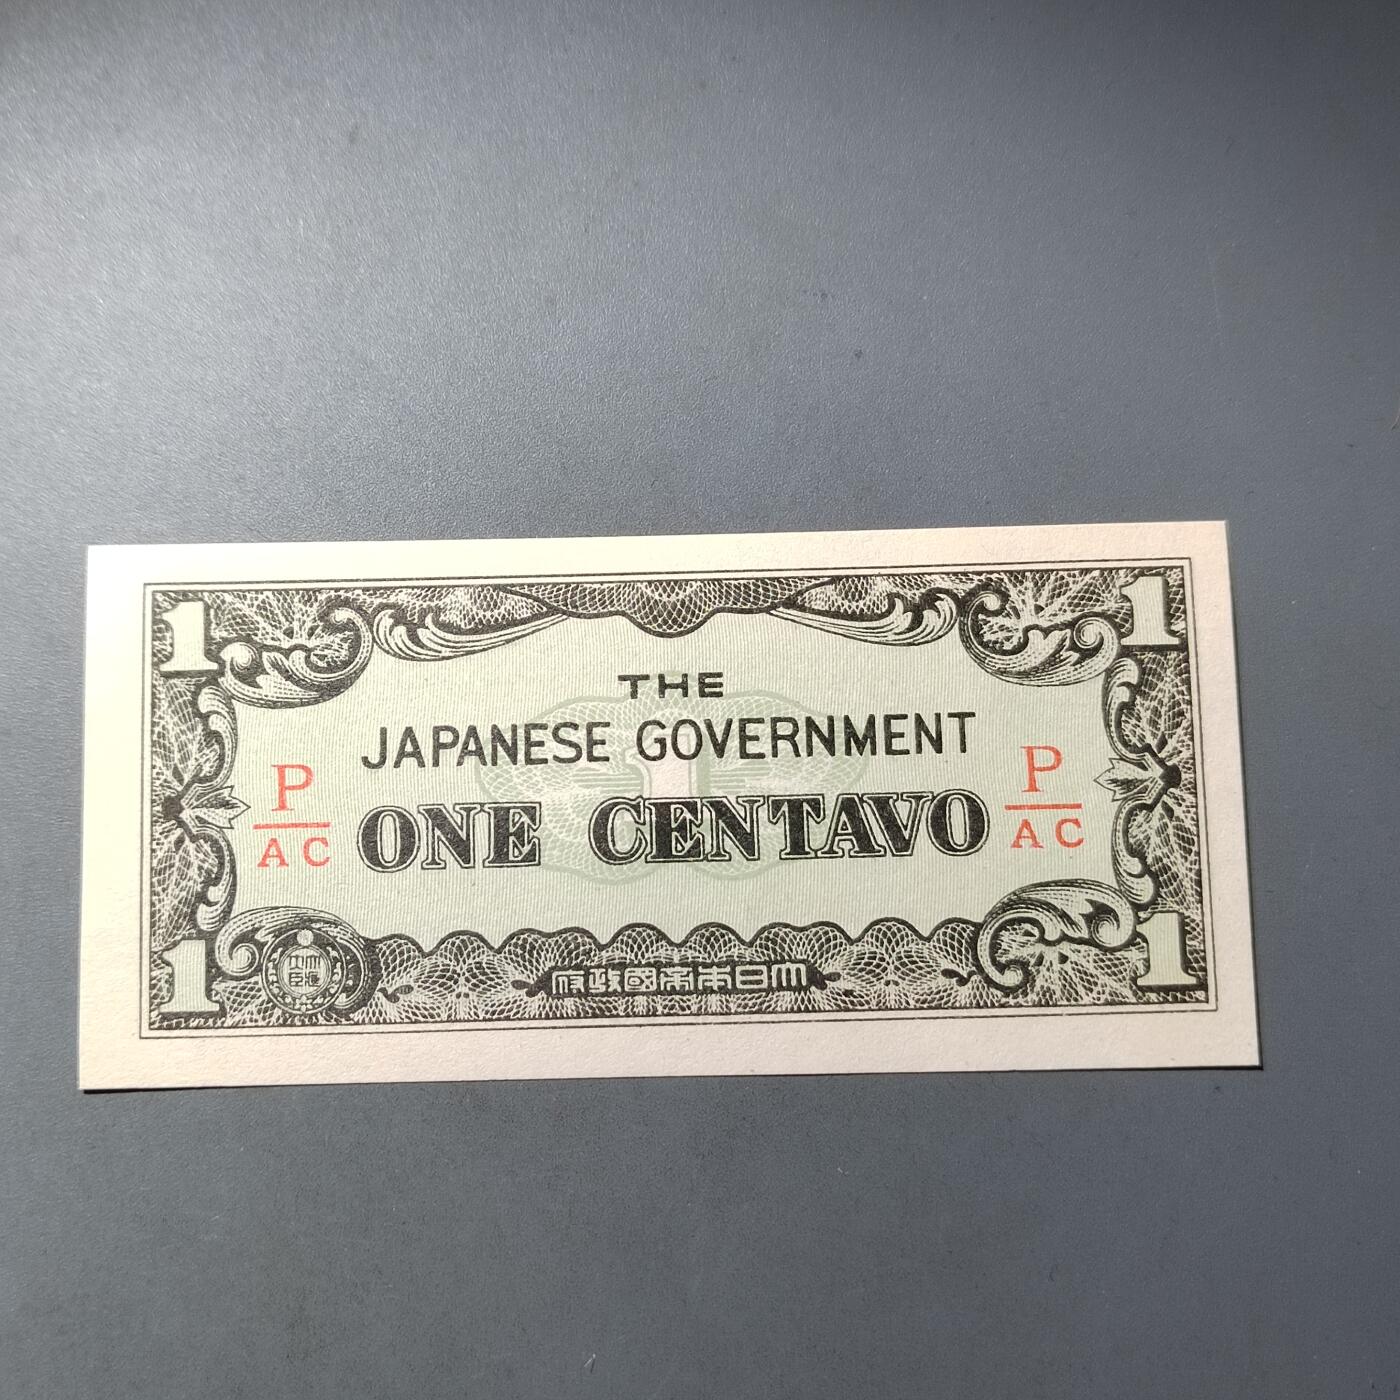 1 1
THE
JAPANESE GOVERNMENT
P P
AC ONE CENTAVO AC
府政國帝本日大
1 1